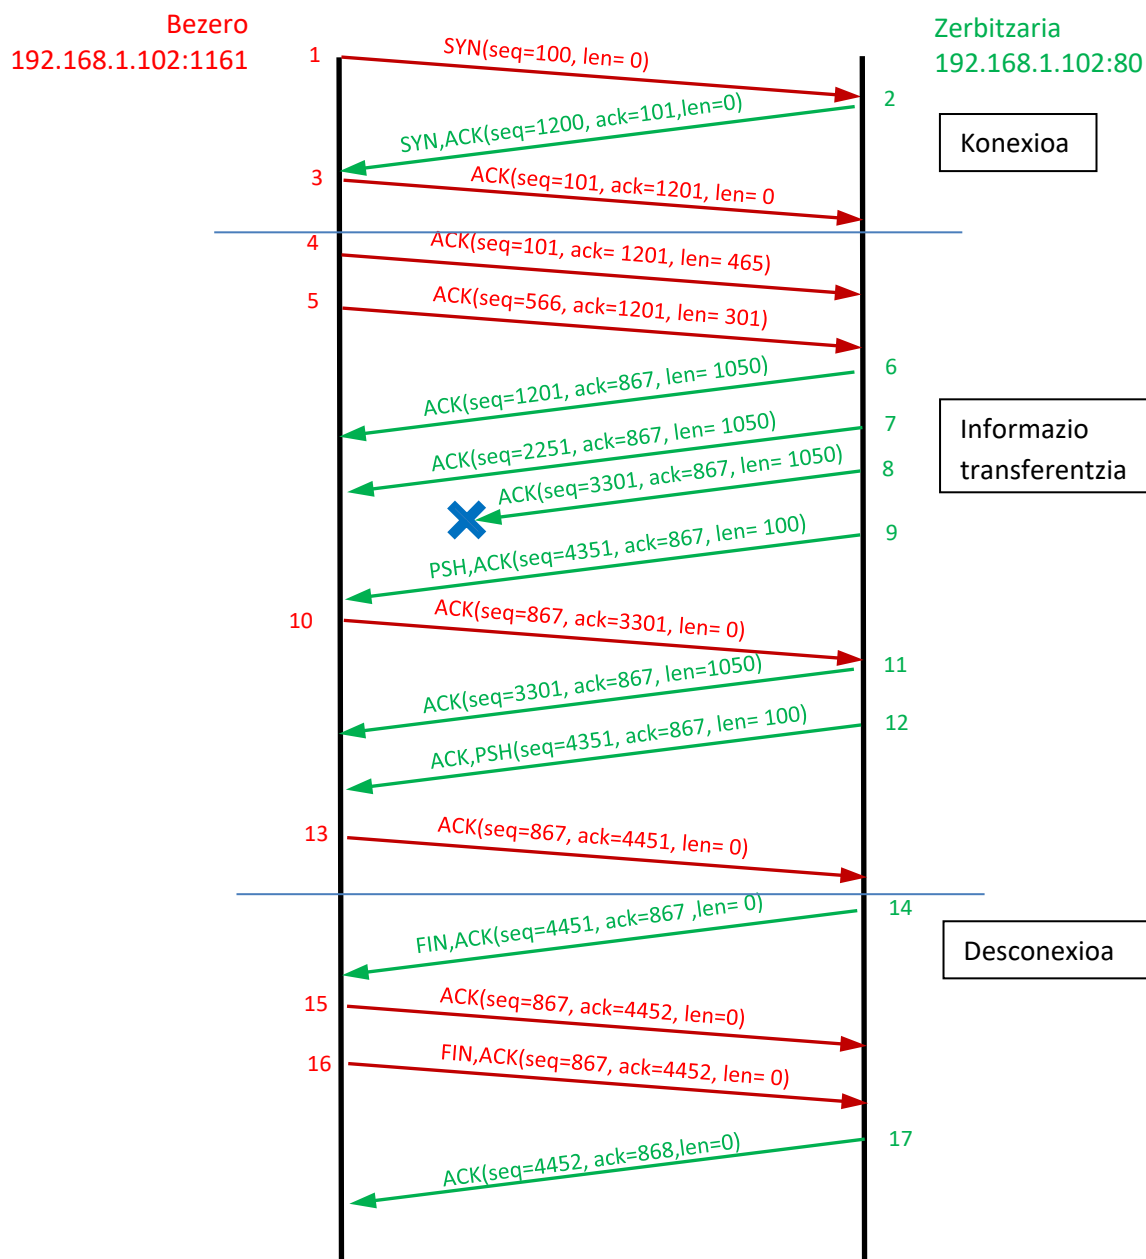 Bezero
192.168.1.102:1161
Zerbitzaria
192.168.1.102:80
1
SYN(seq=100, len= 0)
2
SYN,ACK(seq=1200, ack=101,len=0)
Konexioa
3
ACK(seq=101, ack=1201, len= 0
4
ACK(seq=101, ack= 1201, len= 465)
5
ACK(seq=566, ack=1201, len= 301)
6
ACK(seq=1201, ack=867, len= 1050)
7
ACK(seq=2251, ack=867, len= 1050)
Informazio
transferentzia
8
ACK(seq=3301, ack=867, len= 1050)
9
PSH,ACK(seq=4351, ack=867, len= 100)
10
ACK(seq=867, ack=3301, len= 0)
11
ACK(seq=3301, ack=867, len=1050)
12
ACK,PSH(seq=4351, ack=867, len= 100)
13
ACK(seq=867, ack=4451, len= 0)
14
FIN,ACK(seq=4451, ack=867 ,len= 0)
Desconexioa
15
ACK(seq=867, ack=4452, len=0)
16
FIN,ACK(seq=867, ack=4452, len= 0)
17
ACK(seq=4452, ack=868,len=0)